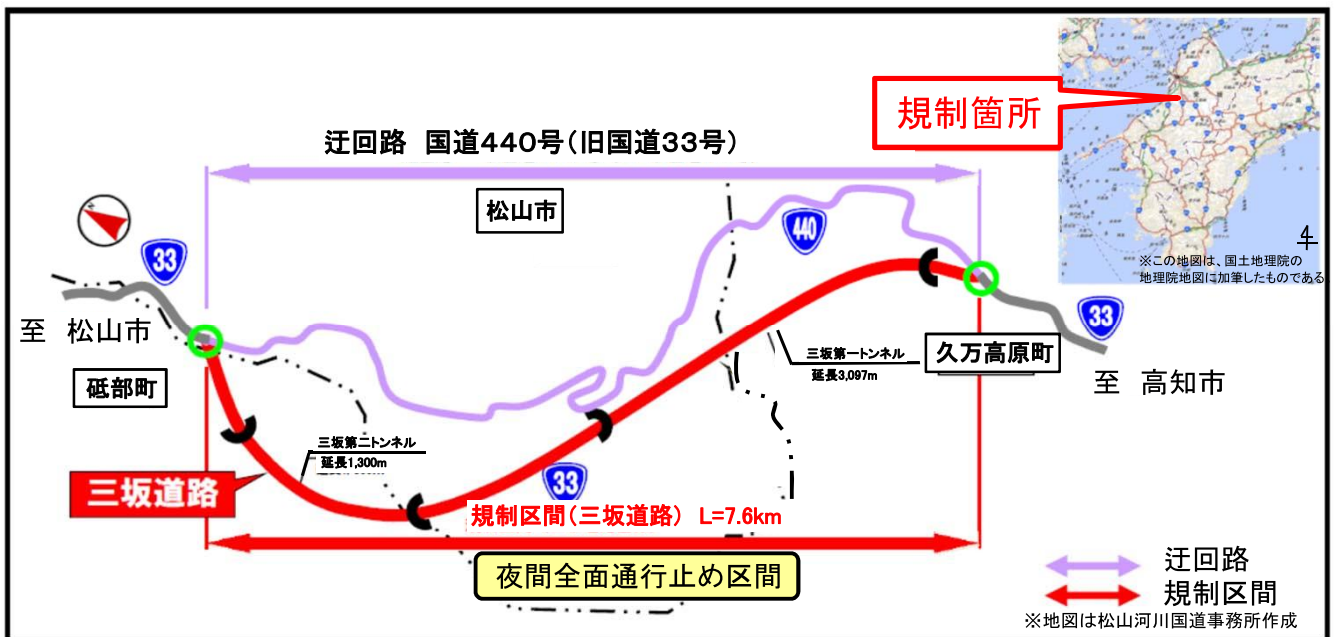 規制箇所
迂回路 国道440号(旧国道33号)
松山市
440
33
※この地図は、国土地理院の
地理院地図に加筆したものである
至 松山市
33
砥部町
三坂第一トンネル
延長3,097m
久万高原町
至 高知市
三坂第二トンネル
延長1,300m
三坂道路
33
規制区間(三坂道路) L=7.6km
夜間全面通行止め区間
迂回路
規制区間
※地図は松山河川国道事務所作成